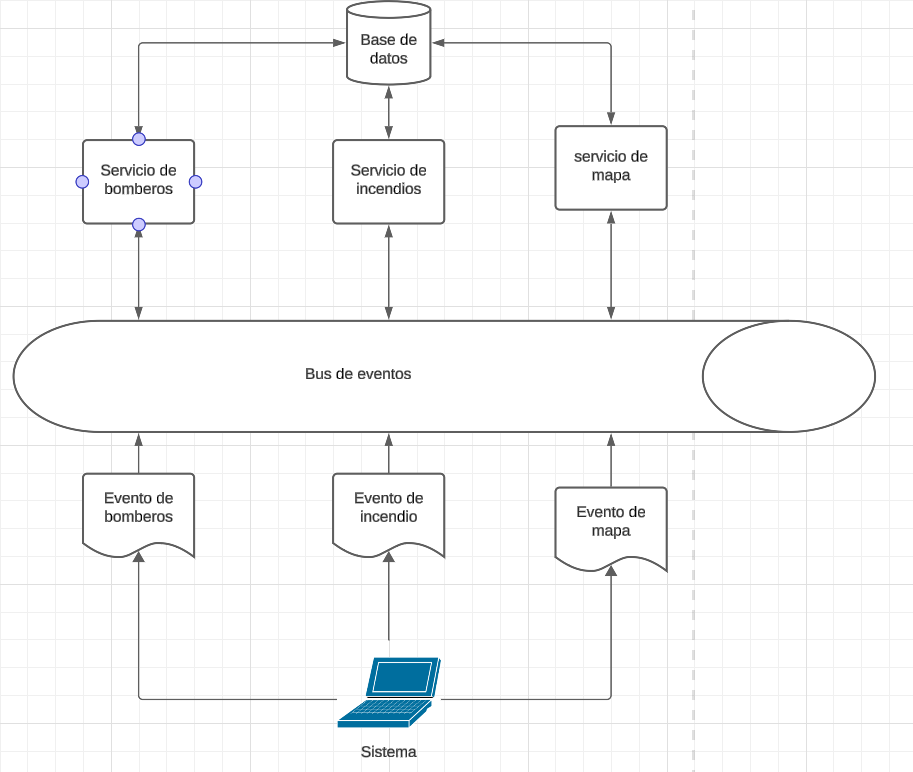 Base de
datos
Servicio de
bomberos
Servicio de
incendios
servicio de
mapa
Bus de eventos
Evento de
bomberos
Evento de
incendio
Evento de
mapa
Sistema